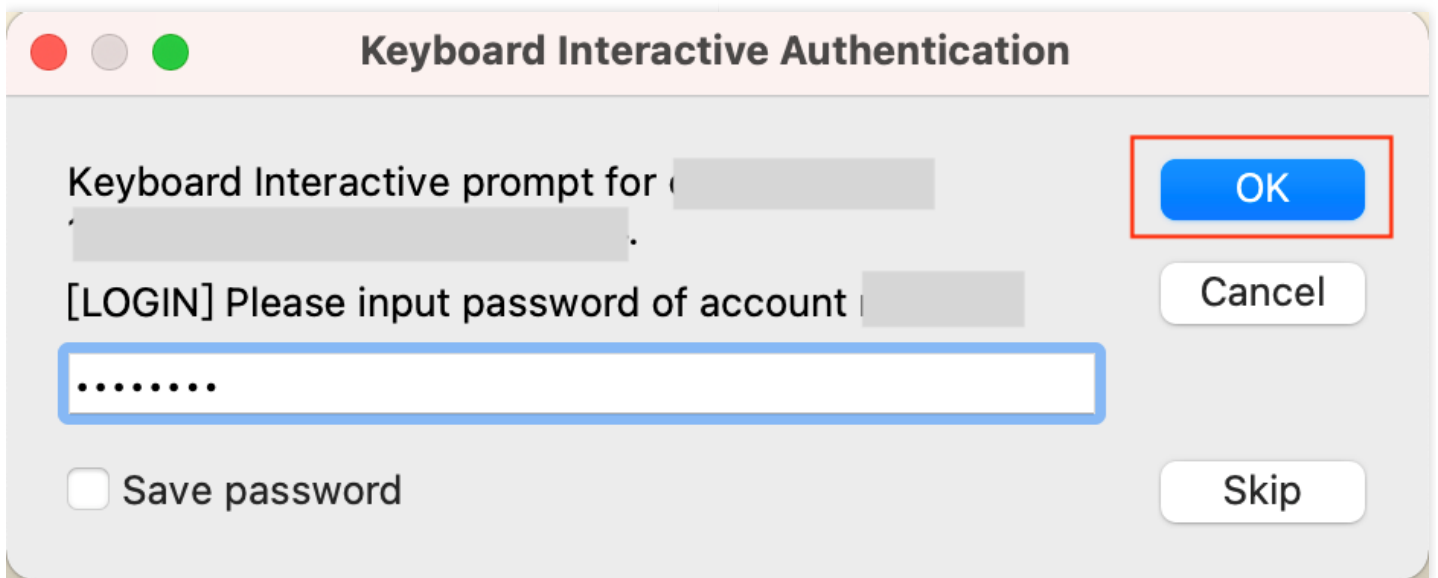 Keyboard Interactive Authentication
Keyboard Interactive prompt for
OK
.
[LOGIN] Please input password of account
Cancel
••••••••
Save password
Skip